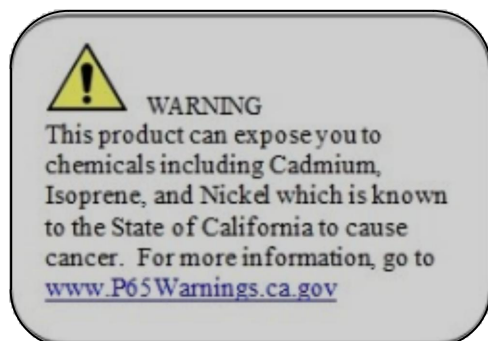 WARNING
This product can expose you to
chemicals including Cadmium,
Isoprene, and Nickel which is known
to the State of California to cause
cancer. For more information, go to
www.P65Warnings.ca.gov